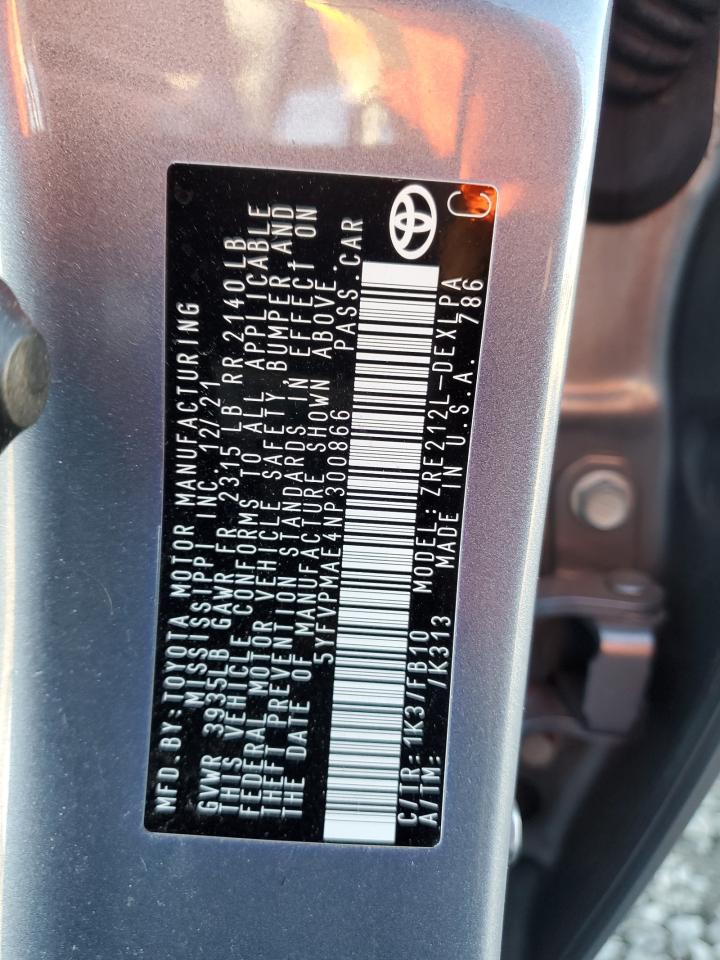 MFD.BY:TOYOTA MOTOR MANUFACTURING
MISSISSIPPI INC 12/21
GVWR 3935LB GAWR FR 2315 LB RR 2140LB
THIS VEHICLE CONFORMS TO ALL APPLICABLE
FEDERAL MOTOR VEHICLE SAFETY BUMPER AND
THEFT PREVENTION STANDARDS IN EFFECT ON
THE DATE OF MANUFACTURE SHOWN ABOVE.
5YFVPMAE4NP300866 PASS.CAR
C/TR: 1K3/FB10 MODEL: ZRE212L-DEXLPA
A/TM: /K313 MADE IN U.S.A. 786
C